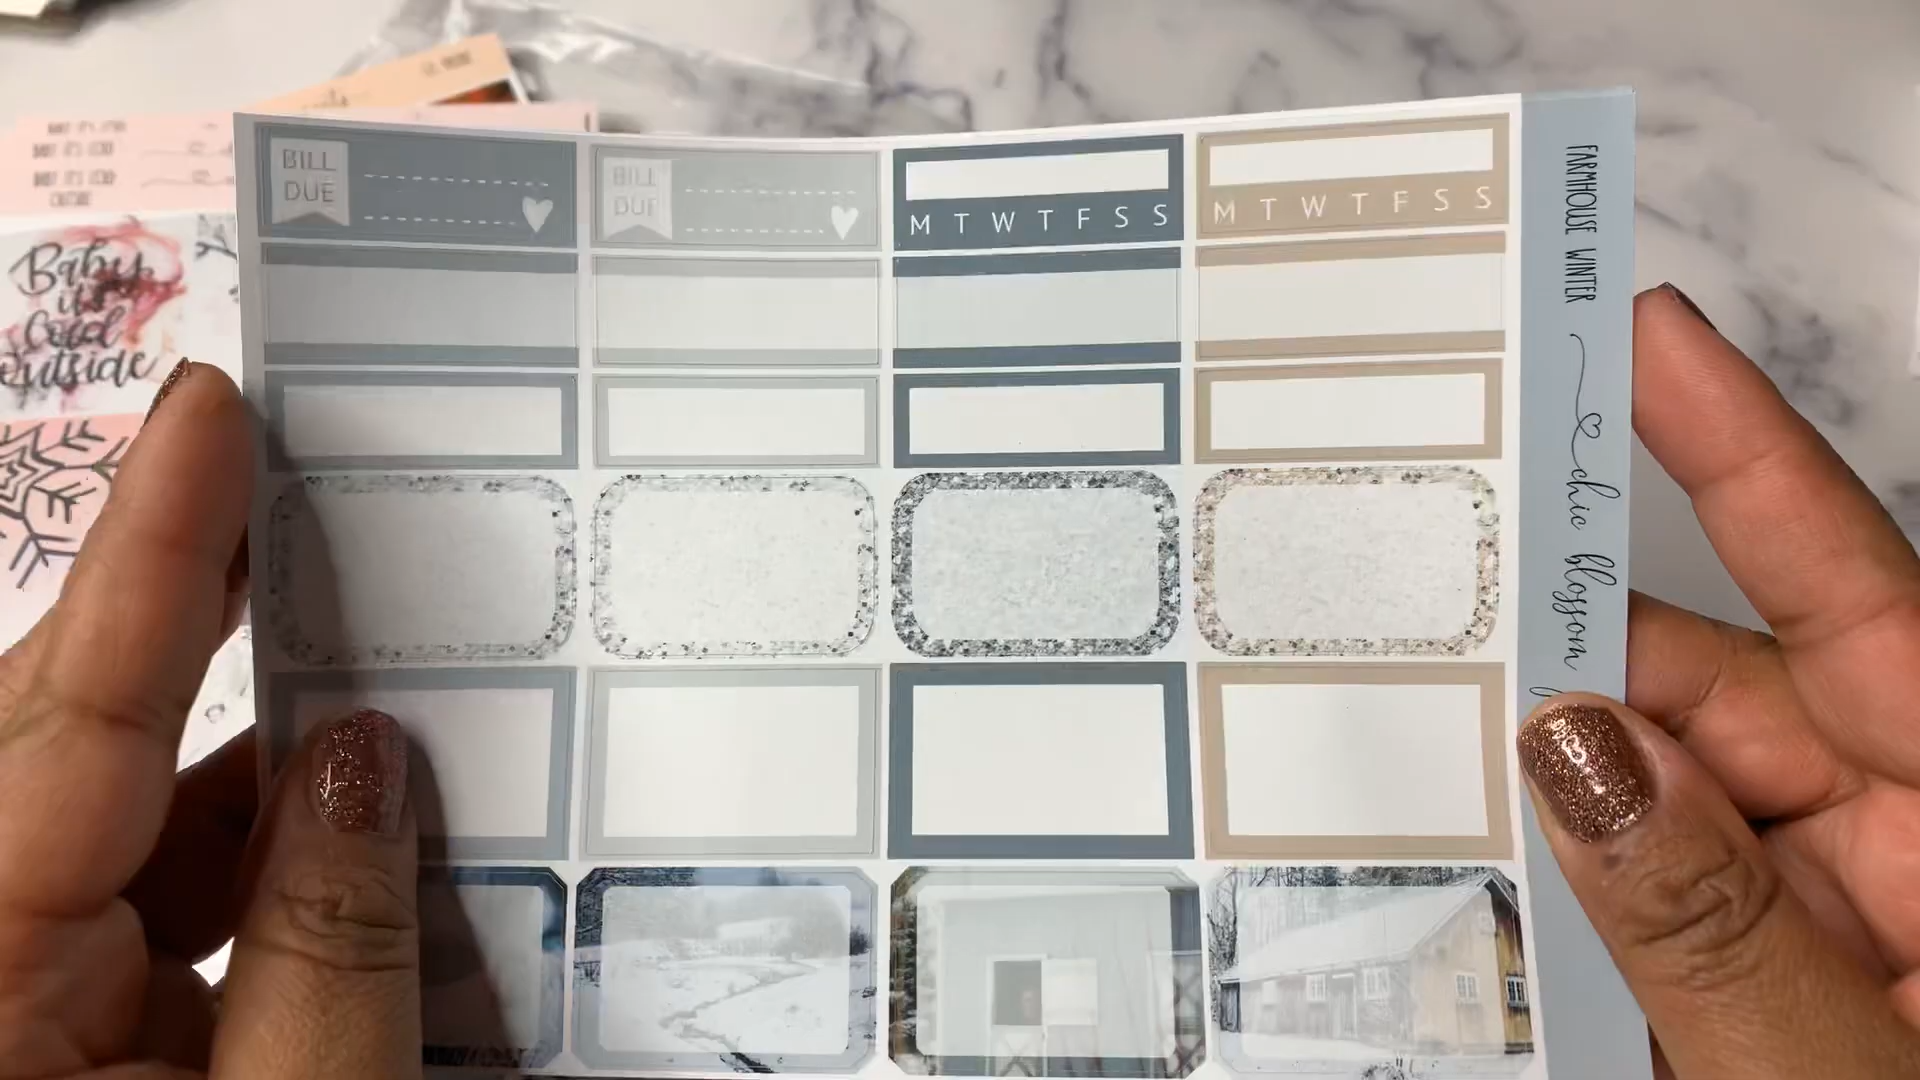 BILL
DUE
BILL
DUE
M T W T F S S
M T W T F S S
FARMHOUSE WINTER
chic blossom
Baby
it's
Cold
Outside